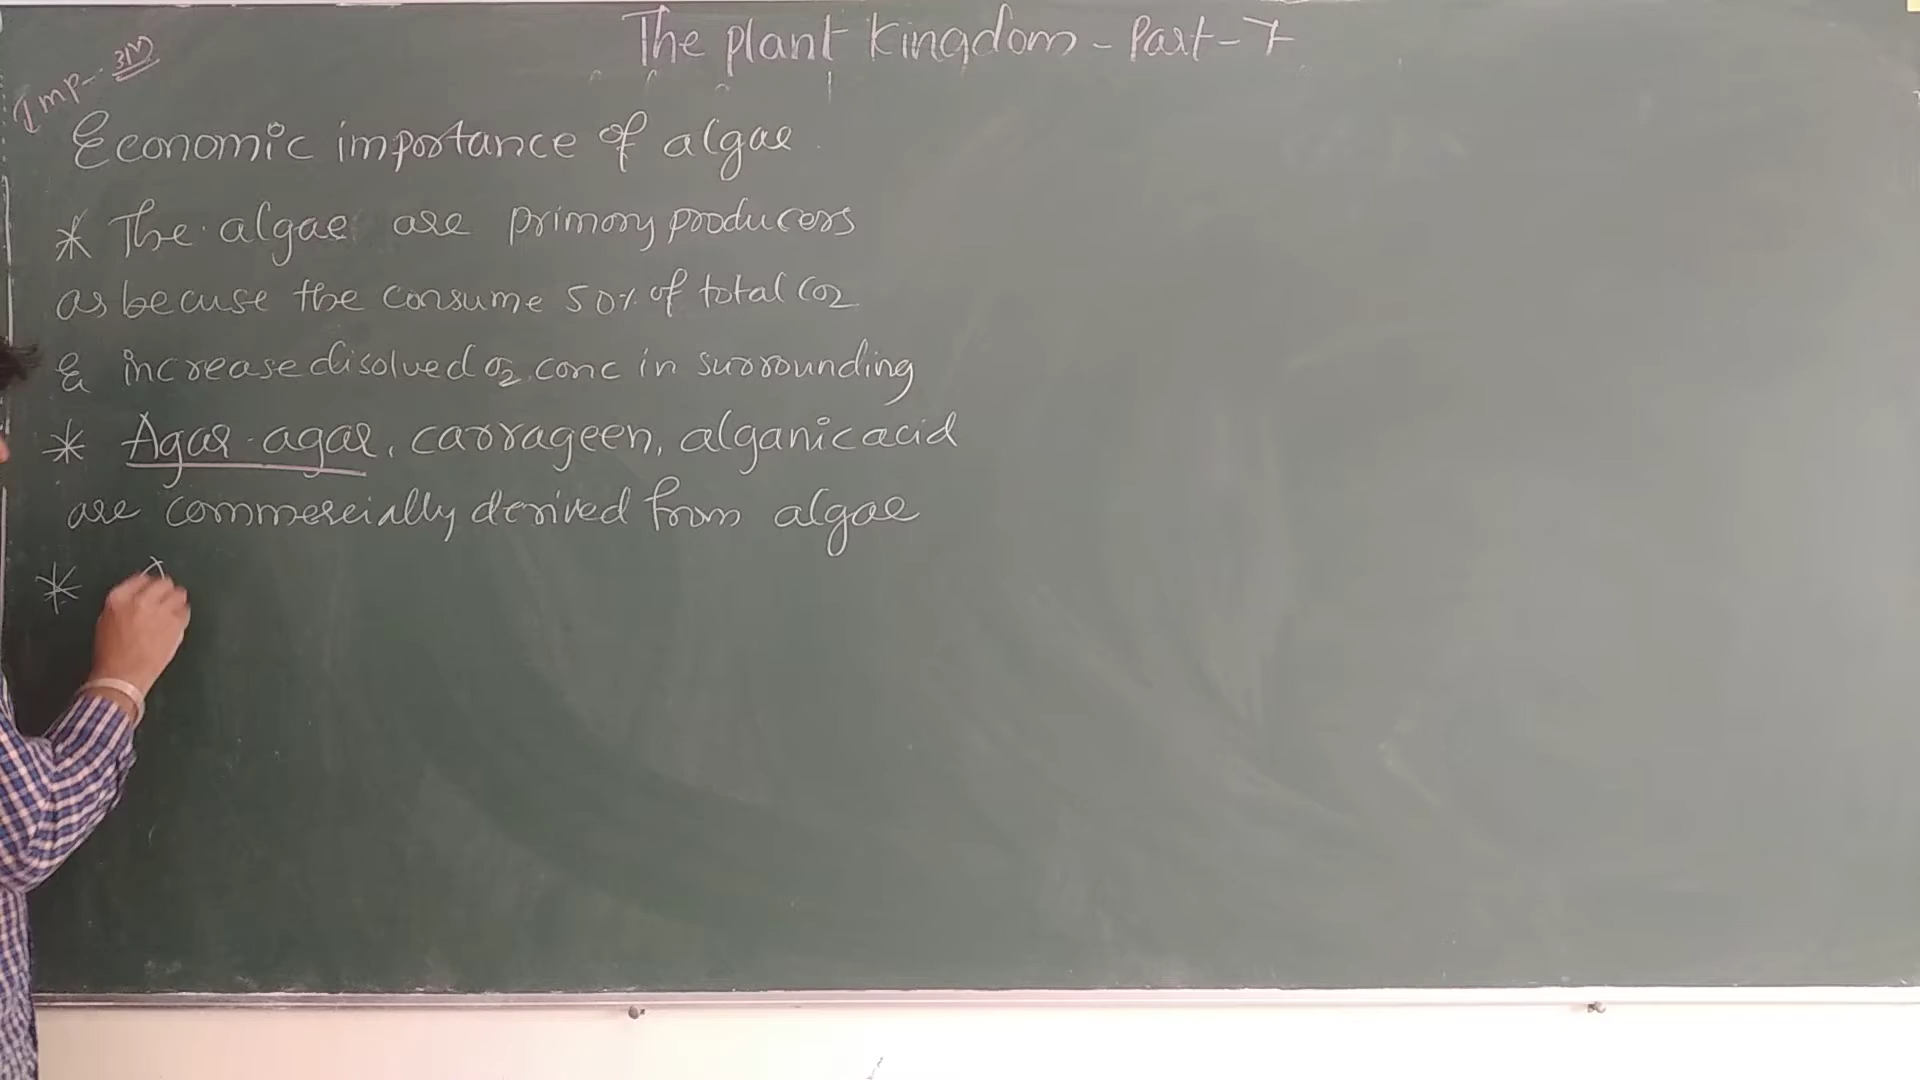 The plant kingdom - Part-7
Imp- 3M
Economic importance of algae
* The algae are primory producers
as becuse the consume 50% of total CO2
& increase disolved O2 conc in surrounding
* Agar-agar, carrageen, alganic acid
are commercially derived from algae
* A